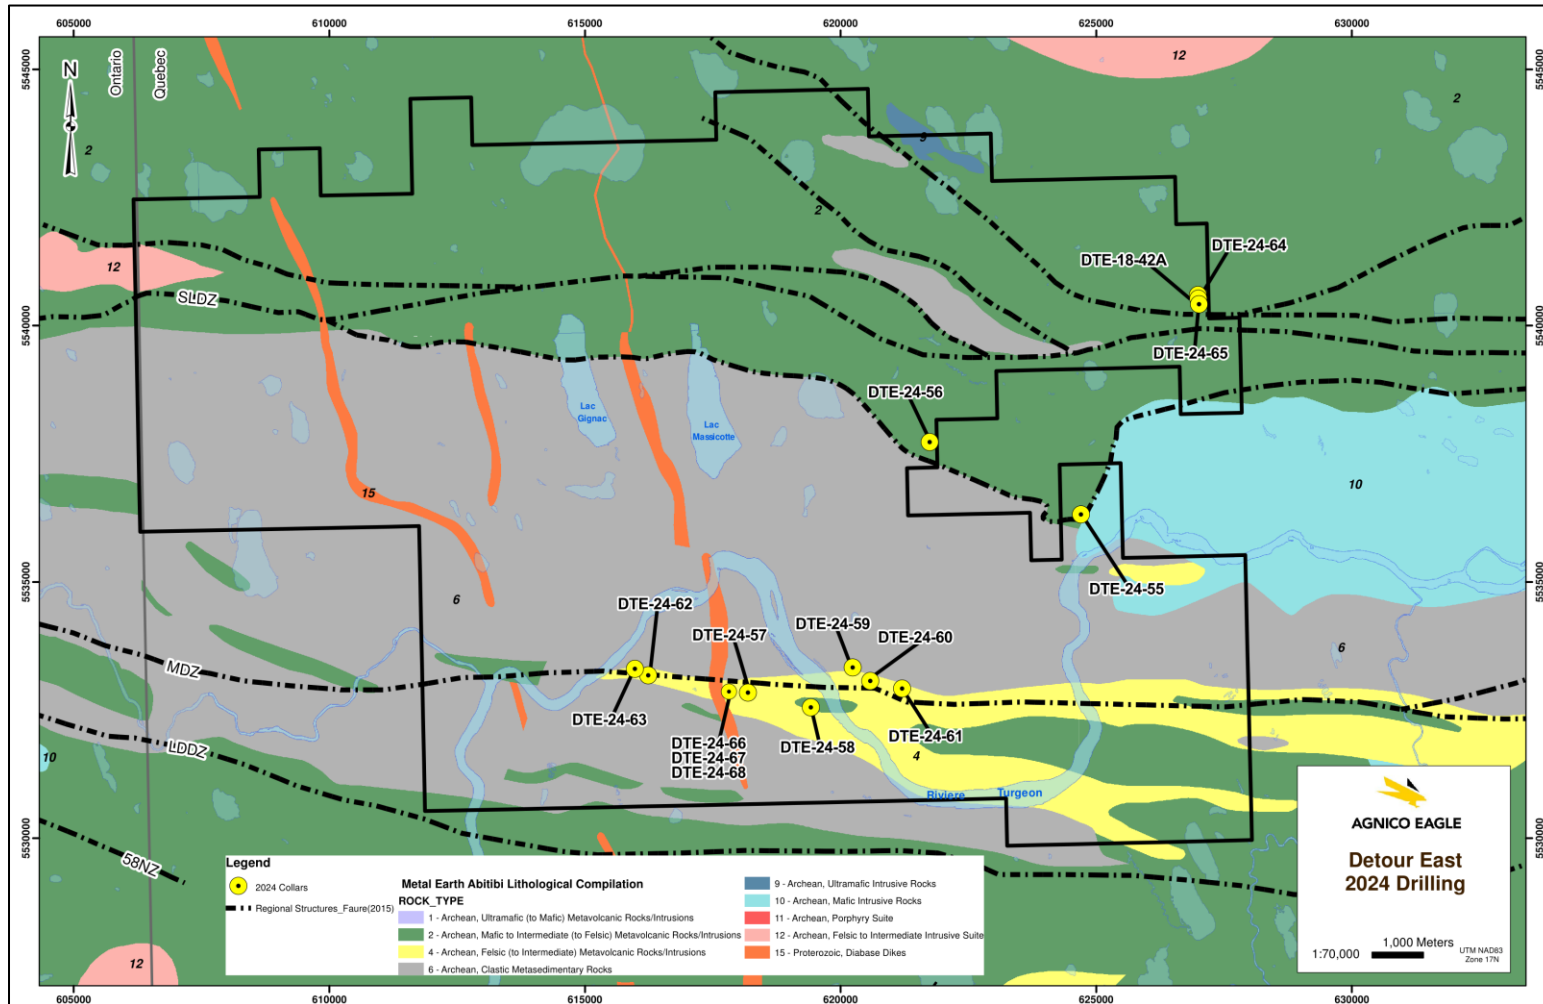 605000
610000
615000
620000
625000
630000
5545000
5540000
5535000
5530000
5545000
5540000
5535000
5530000
N
Ontario
Quebec
2
12
9
2
2
12
SLDZ
DTE-18-42A
DTE-24-64
DTE-24-65
DTE-24-56
Lac
Gignac
Lac
Massicotte
15
10
DTE-24-55
6
DTE-24-62
DTE-24-57
DTE-24-59
DTE-24-60
6
MDZ
DTE-24-63
DTE-24-66
DTE-24-67
DTE-24-68
DTE-24-58
DTE-24-61
4
LDDZ
10
Riviere
Turgeon
58NZ
12
Legend
2024 Collars
Regional Structures_Faure(2015)
Metal Earth Abitibi Lithological Compilation
ROCK_TYPE
1 - Archean, Ultramafic (to Mafic) Metavolcanic Rocks/Intrusions
2 - Archean, Mafic to Intermediate (to Felsic) Metavolcanic Rocks/Intrusions
4 - Archean, Felsic (to Intermediate) Metavolcanic Rocks/Intrusions
6 - Archean, Clastic Metasedimentary Rocks
9 - Archean, Ultramafic Intrusive Rocks
10 - Archean, Mafic Intrusive Rocks
11 - Archean, Porphyry Suite
12 - Archean, Felsic to Intermediate Intrusive Suite
15 - Proterozoic, Diabase Dikes
AGNICO EAGLE
Detour East
2024 Drilling
1:70,000
1,000 Meters
UTM NAD83
Zone 17N
605000
610000
615000
620000
625000
630000